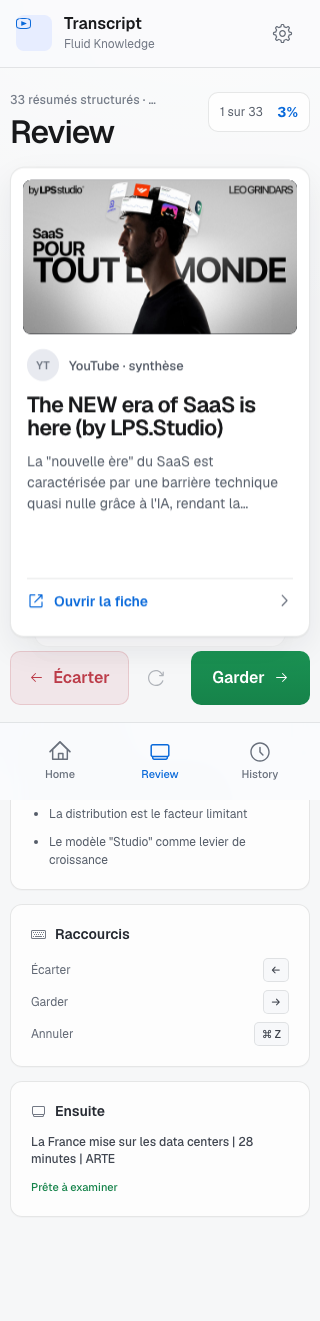 Transcript
Fluid Knowledge
33 résumés structurés · …
Review
1 sur 33 3%
by LPS studio
LEO GRINDARS
SaaS
POUR
TOUT LE MONDE
YT
YouTube · synthèse
The NEW era of SaaS is
here (by LPS.Studio)
La "nouvelle ère" du SaaS est
caractérisée par une barrière technique
quasi nulle grâce à l'IA, rendant la…
Ouvrir la fiche
← Écarter
Garder →
Home
Review
History
• La distribution est le facteur limitant
• Le modèle "Studio" comme levier de
croissance
Raccourcis
Écarter ←
Garder →
Annuler ⌘ Z
Ensuite
La France mise sur les data centers | 28
minutes | ARTE
Prête à examiner